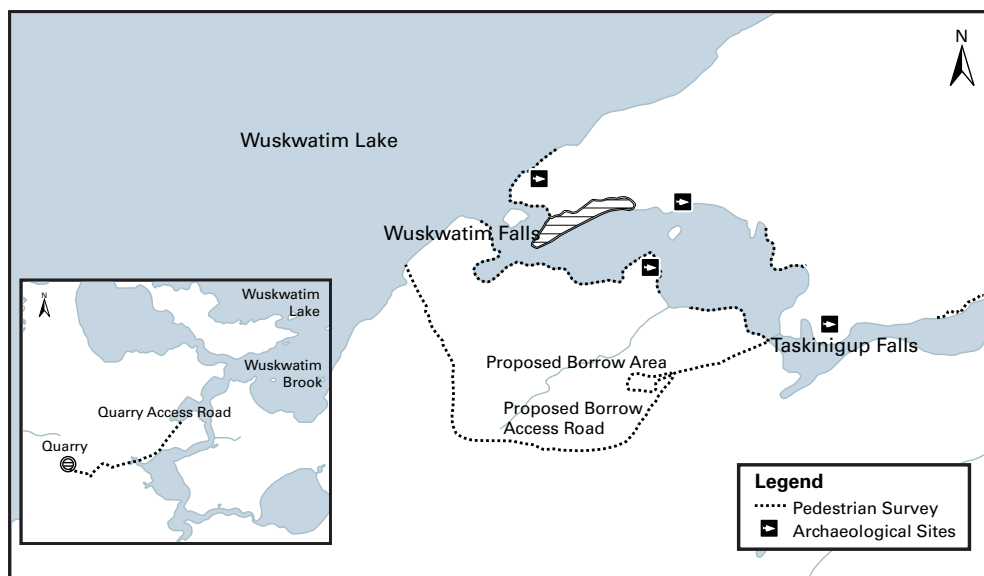 N
Wuskwatim Lake
Wuskwatim Falls
Taskinigup Falls
Proposed Borrow Area
Proposed Borrow
Access Road
N
Wuskwatim
Lake
Wuskwatim
Brook
Quarry Access Road
Quarry
Legend
Pedestrian Survey
Archaeological Sites